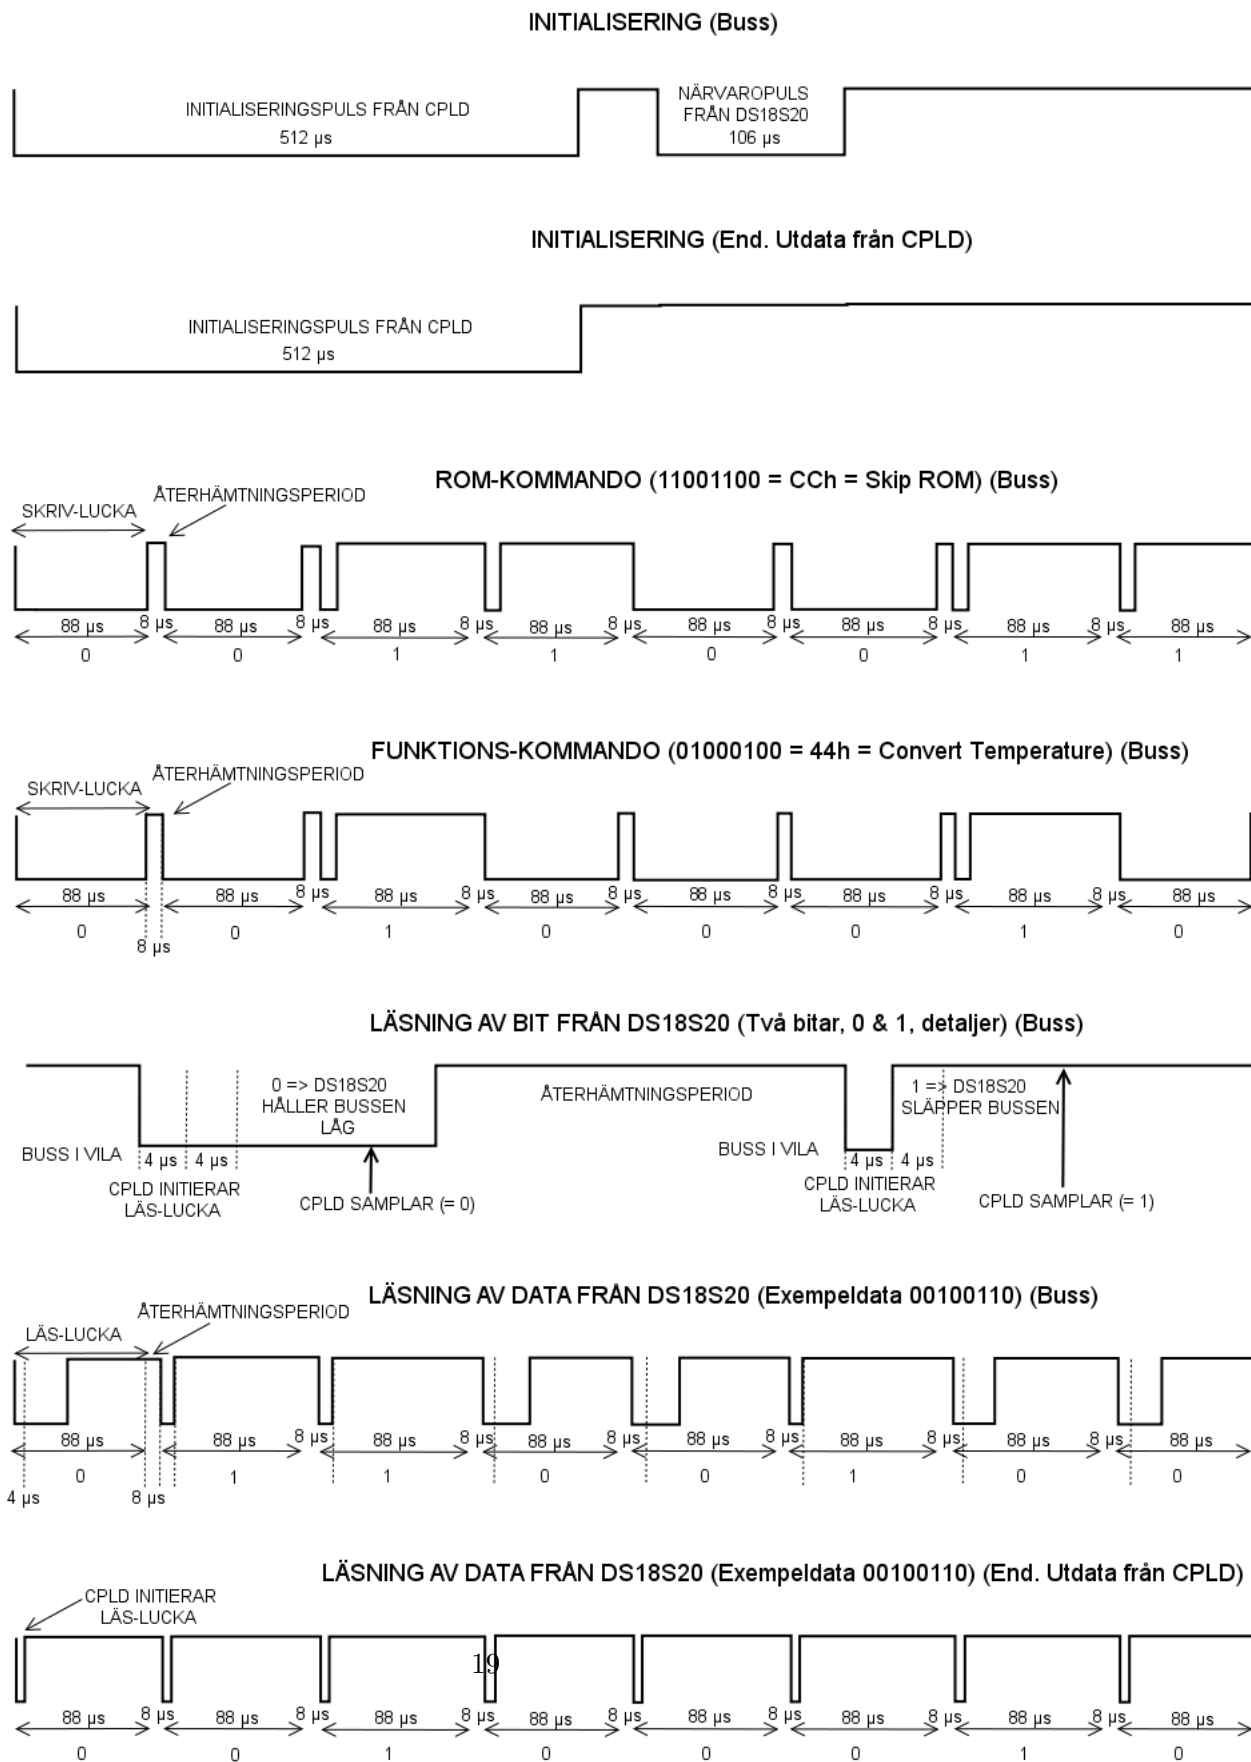 INITIALISERING (Buss)
INITIALISERINGSPULS FRÅN CPLD
512 µs
NÄRVAROPULS
FRÅN DS18S20
106 µs
INITIALISERING (End. Utdata från CPLD)
INITIALISERINGSPULS FRÅN CPLD
512 µs
ROM-KOMMANDO (11001100 = CCh = Skip ROM) (Buss)
SKRIV-LUCKA
ÅTERHÄMTNINGSPERIOD
88 µs 8 µs 88 µs 8 µs 88 µs 8 µs 88 µs 8 µs 88 µs 8 µs 88 µs 8 µs 88 µs 8 µs 88 µs
0 0 1 1 0 0 1 1
FUNKTIONS-KOMMANDO (01000100 = 44h = Convert Temperature) (Buss)
SKRIV-LUCKA
ÅTERHÄMTNINGSPERIOD
88 µs 88 µs 8 µs 88 µs 8 µs 88 µs 8 µs 88 µs 8 µs 88 µs 8 µs 88 µs 8 µs 88 µs
0 8 µs 0 1 0 0 0 1 0
LÄSNING AV BIT FRÅN DS18S20 (Två bitar, 0 & 1, detaljer) (Buss)
BUSS I VILA
4 µs 4 µs
CPLD INITIERAR
LÄS-LUCKA
0 => DS18S20
HÅLLER BUSSEN
LÅG
CPLD SAMPLAR (= 0)
ÅTERHÄMTNINGSPERIOD
BUSS I VILA
4 µs 4 µs
CPLD INITIERAR
LÄS-LUCKA
1 => DS18S20
SLÄPPER BUSSEN
CPLD SAMPLAR (= 1)
LÄSNING AV DATA FRÅN DS18S20 (Exempeldata 00100110) (Buss)
LÄS-LUCKA
ÅTERHÄMTNINGSPERIOD
88 µs 88 µs 8 µs 88 µs 8 µs 88 µs 8 µs 88 µs 8 µs 88 µs 8 µs 88 µs 8 µs 88 µs
0 1 1 0 0 1 0 0
4 µs 8 µs
LÄSNING AV DATA FRÅN DS18S20 (Exempeldata 00100110) (End. Utdata från CPLD)
CPLD INITIERAR
LÄS-LUCKA
19
88 µs 8 µs 88 µs 8 µs 88 µs 8 µs 88 µs 8 µs 88 µs 8 µs 88 µs 8 µs 88 µs 8 µs 88 µs
0 0 1 0 0 0 1 0